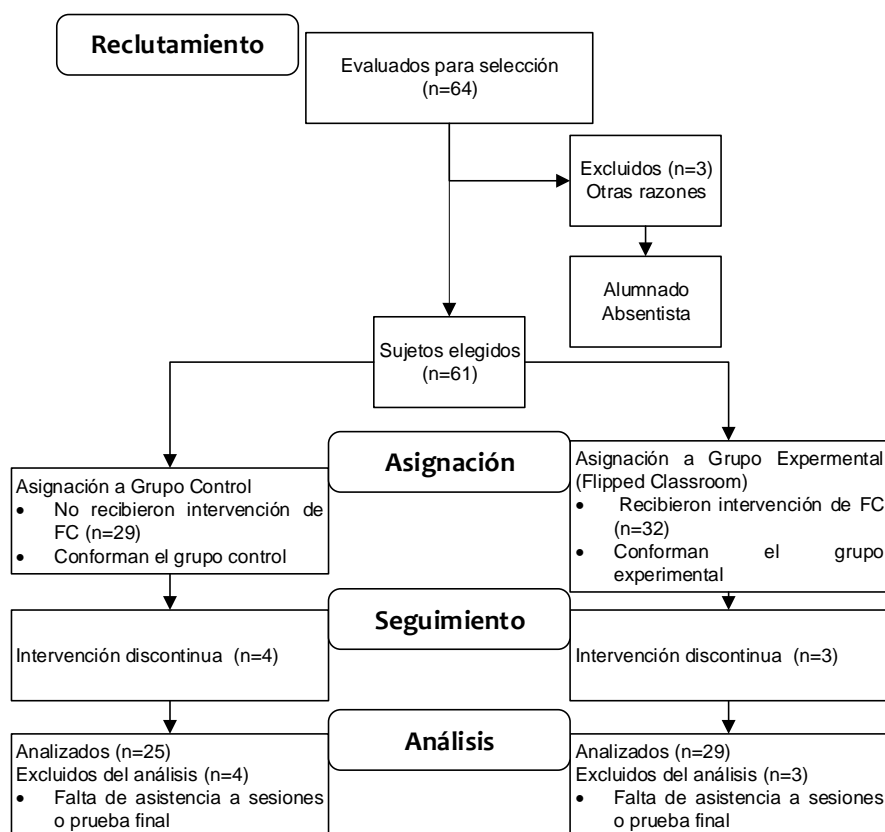 Reclutamiento
Evaluados para selección
(n=64)
Excluidos (n=3)
Otras razones
Alumnado
Absentista
Sujetos elegidos
(n=61)
Asignación
Asignación a Grupo Control
• No recibieron intervención de
FC (n=29)
• Conforman el grupo control
Asignación a Grupo Expermental
(Flipped Classroom)
• Recibieron intervención de FC
(n=32)
• Conforman el grupo
experimental
Seguimiento
Intervención discontinua (n=4)
Intervención discontinua (n=3)
Análisis
Analizados (n=25)
Excluidos del análisis (n=4)
• Falta de asistencia a sesiones
o prueba final
Analizados (n=29)
Excluidos del análisis (n=3)
• Falta de asistencia a sesiones
o prueba final